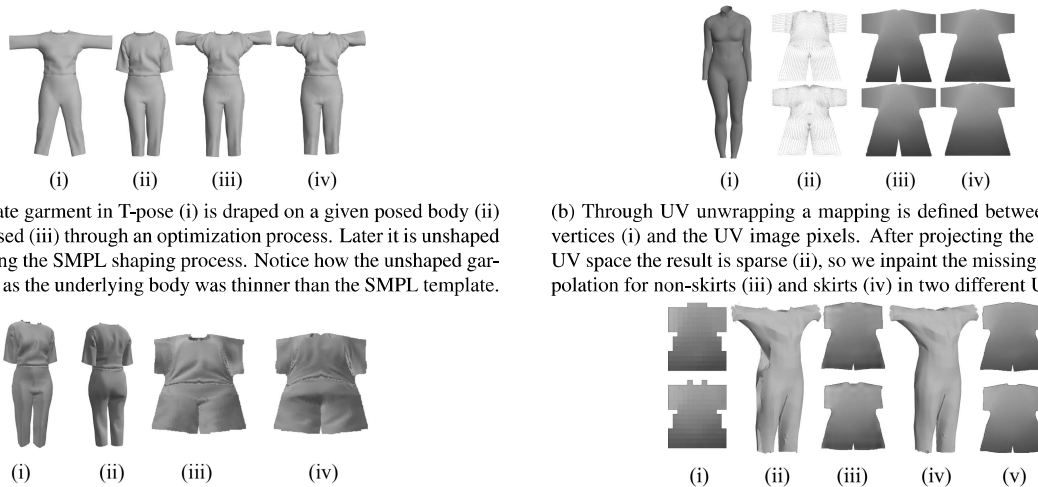 (i) (ii) (iii) (iv)
ate garment in T-pose (i) is draped on a given posed body (ii)
sed (iii) through an optimization process. Later it is unshaped
ng the SMPL shaping process. Notice how the unshaped gar-
as the underlying body was thinner than the SMPL template.
(i) (ii) (iii) (iv)
(b) Through UV unwrapping a mapping is defined betwee
vertices (i) and the UV image pixels. After projecting the
UV space the result is sparse (ii), so we inpaint the missing
polation for non-skirts (iii) and skirts (iv) in two different U
(i) (ii) (iii) (iv)
(i) (ii) (iii) (iv) (v)